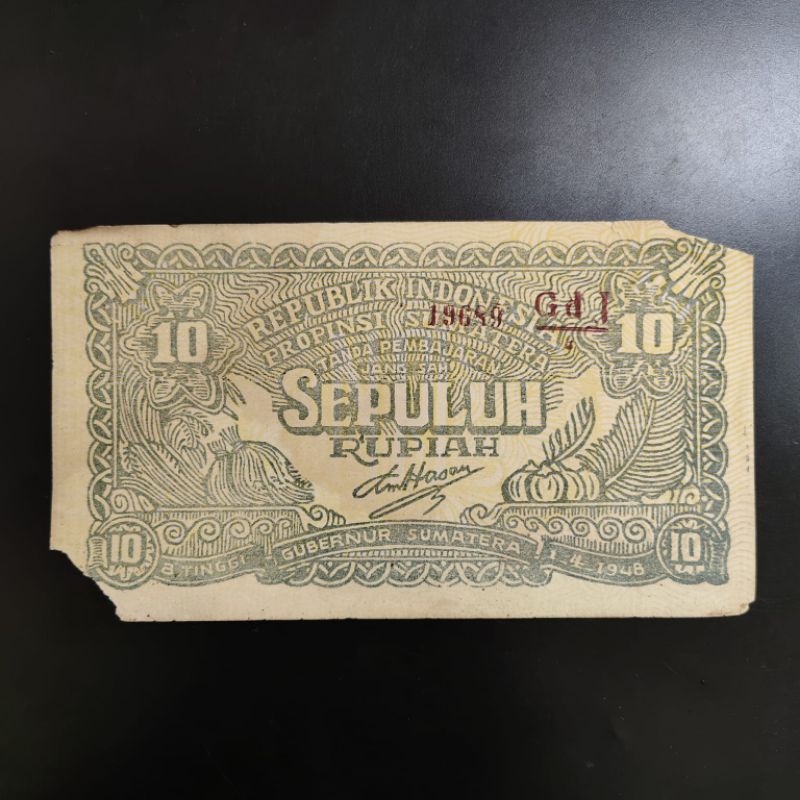 REPUBLIK INDONESIA
PROPINSI SUMATERA
19689 Gd I
10
10
TANDA PEMBAJARAN
JANG SAH
SEPULUH
RUPIAH
AmHasan
10
B. TINGGI
GUBERNUR SUMATERA
1.4.1948
10